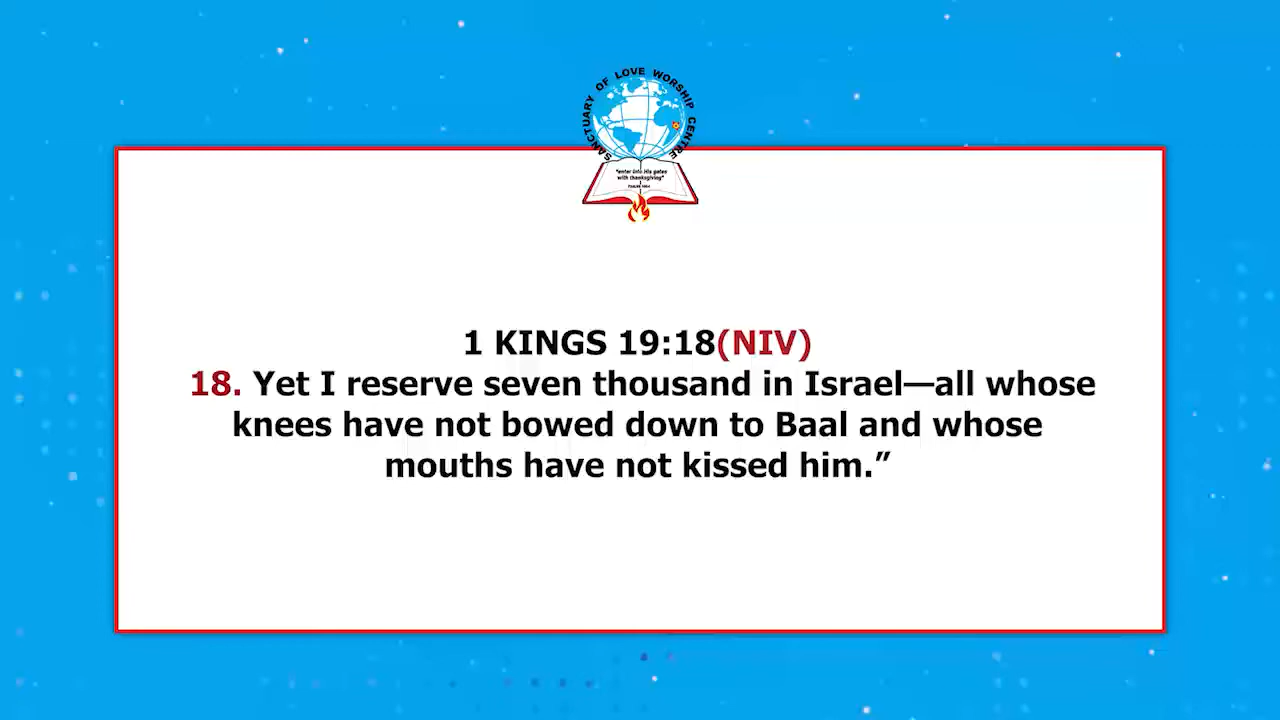 SANCTUARY OF LOVE WORSHIP CENTRE
"enter into His gates
with thanksgiving"
1 KINGS 19:18(NIV)
18. Yet I reserve seven thousand in Israel—all whose
knees have not bowed down to Baal and whose
mouths have not kissed him.”